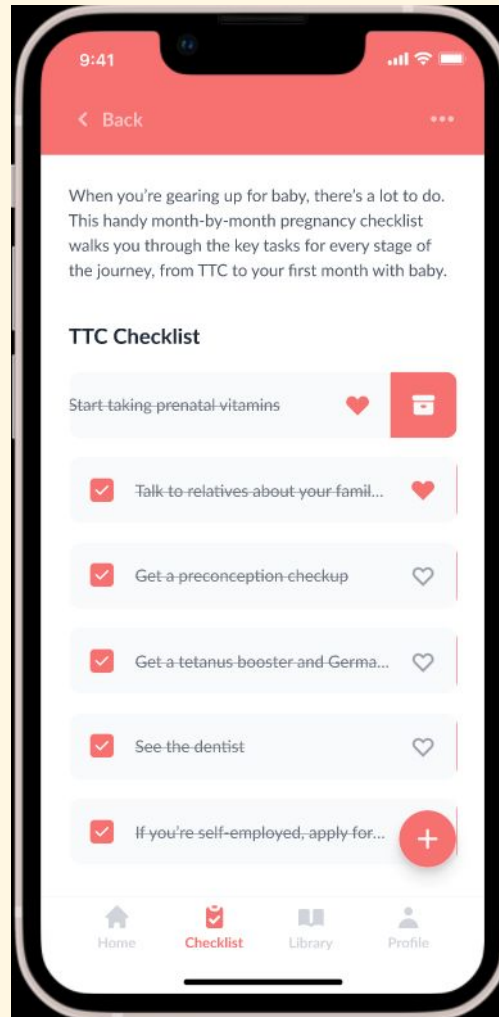 9:41
Back
When you're gearing up for baby, there's a lot to do.
This handy month-by-month pregnancy checklist
walks you through the key tasks for every stage of
the journey, from TTC to your first month with baby.
TTC Checklist
Start taking prenatal vitamins
Talk to relatives about your famil...
Get a preconception checkup
Get a tetanus booster and Germa...
See the dentist
If you're self-employed, apply for...
Home
Checklist
Library
Profile